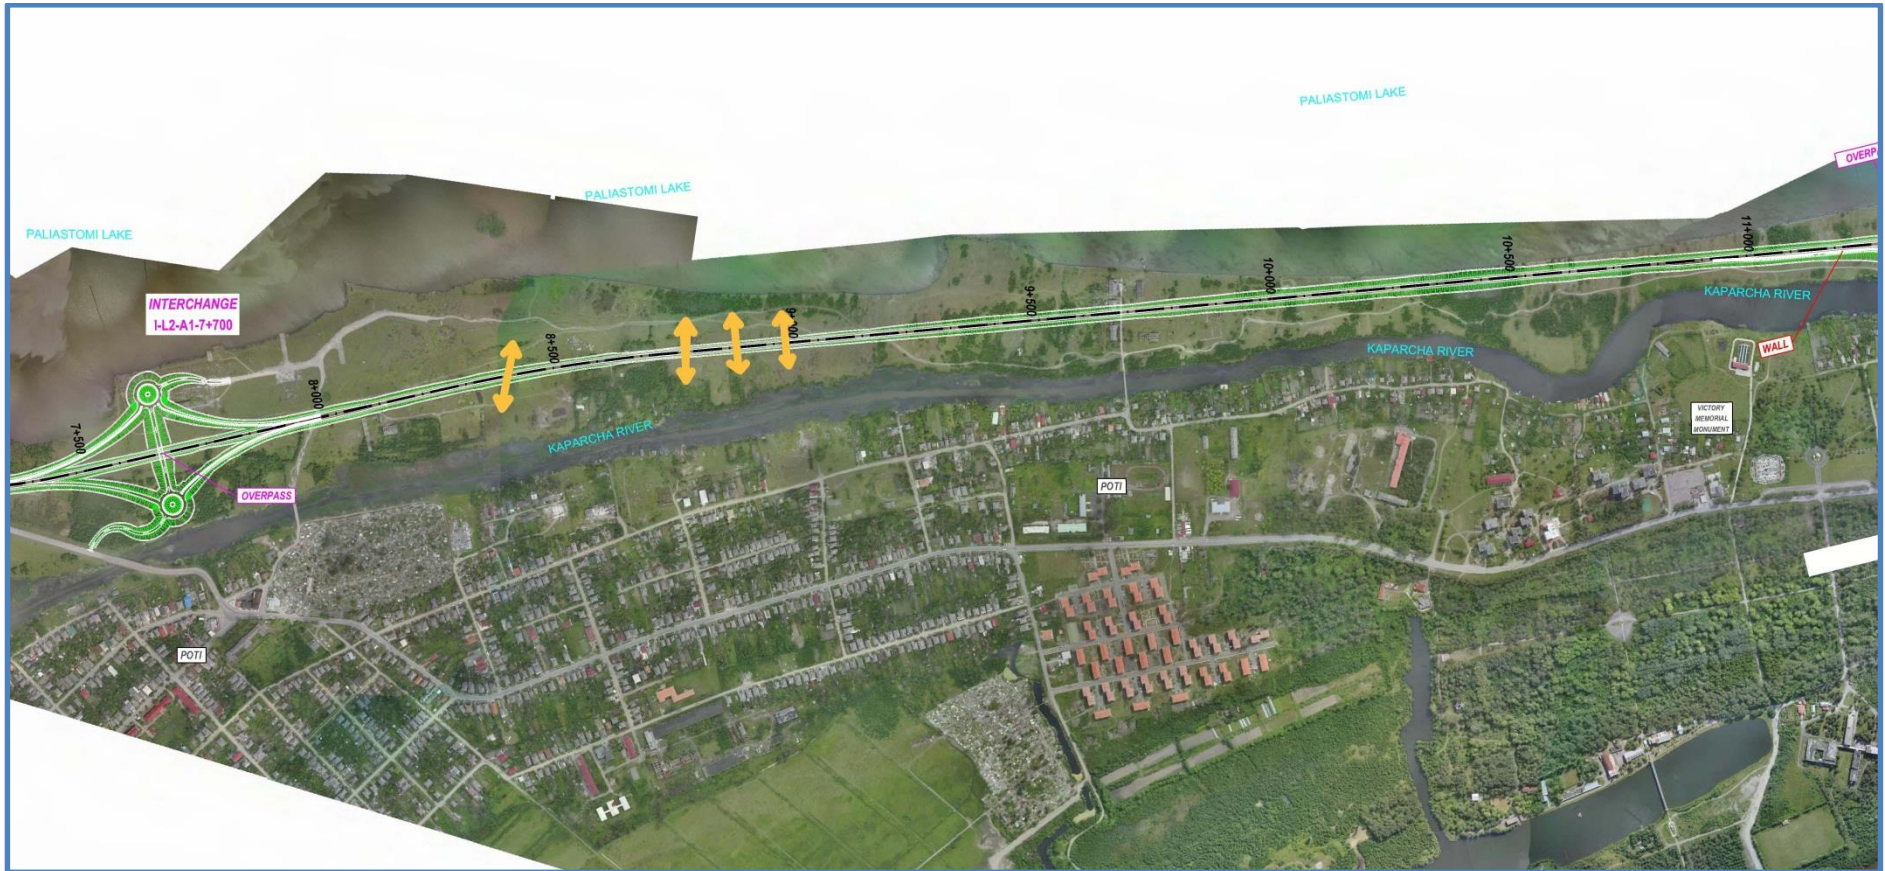 PALIASTOMI LAKE
OVERP
PALIASTOMI LAKE
PALIASTOMI LAKE
INTERCHANGE
I-L2-A1-7+700
7+500
8+000
8+500
9+500
10+000
10+500
11+000
KAPARCHA RIVER
KAPARCHA RIVER
KAPARCHA RIVER
WALL
VICTORY
MEMORIAL
MONUMENT
OVERPASS
POTI
POTI